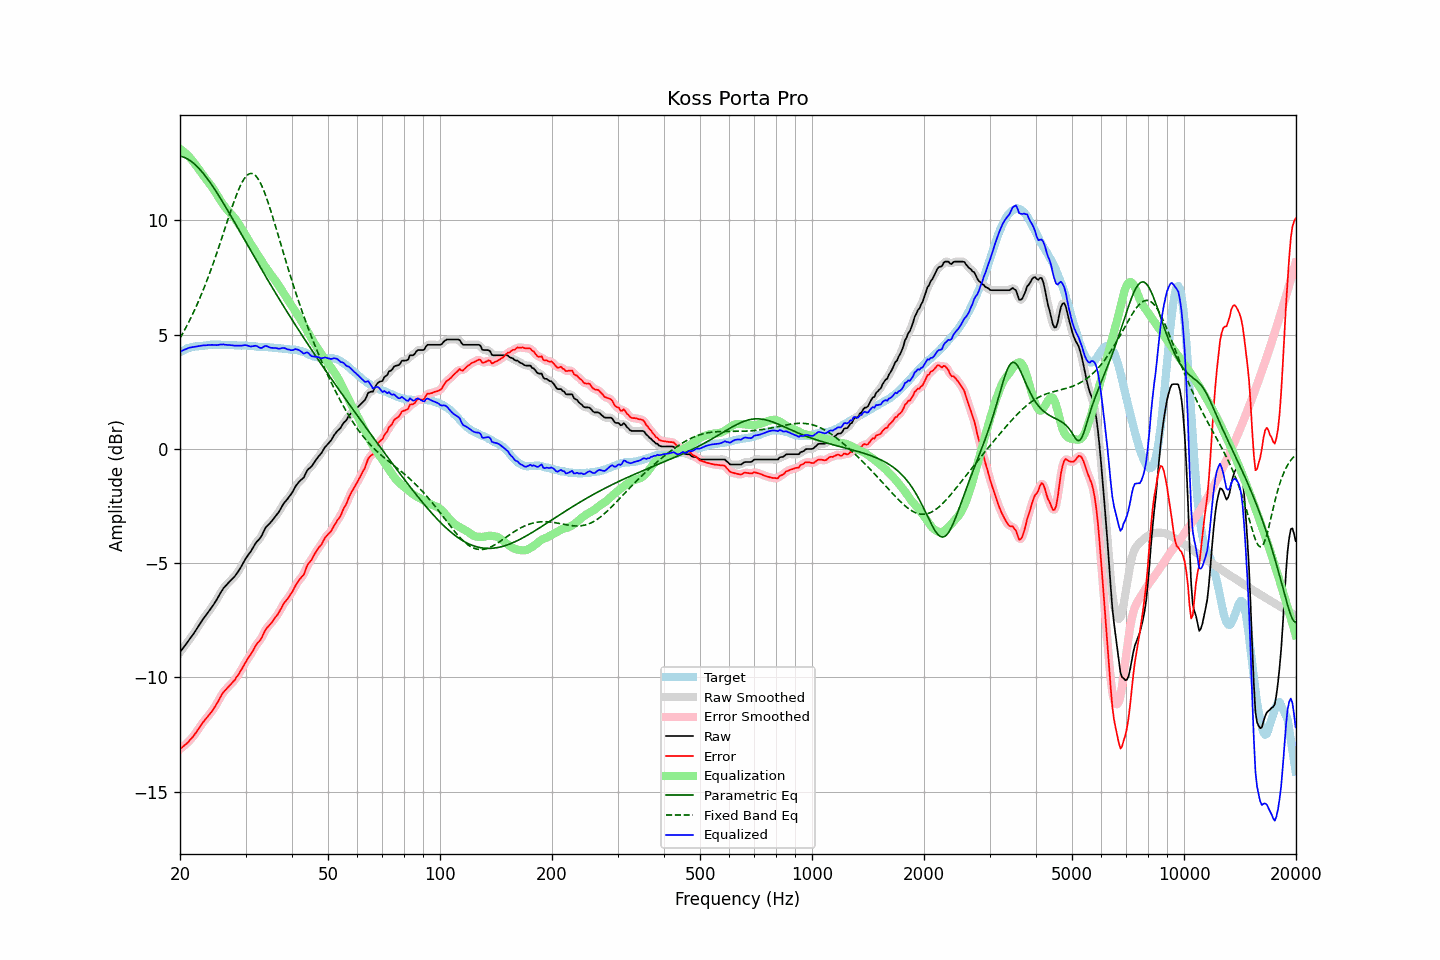 Koss Porta Pro
Amplitude (dBr)
10
5
0
−5
−10
−15
Target
Raw Smoothed
Error Smoothed
Raw
Error
Equalization
Parametric Eq
Fixed Band Eq
Equalized
20 50 100 200 500 1000 2000 5000 10000 20000
Frequency (Hz)